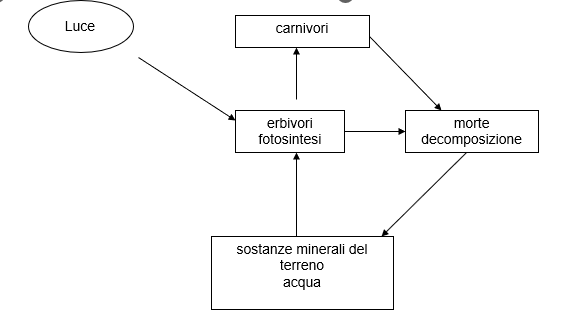 Luce
carnivori
erbivori
fotosintesi
morte
decomposizione
sostanze minerali del
terreno
acqua